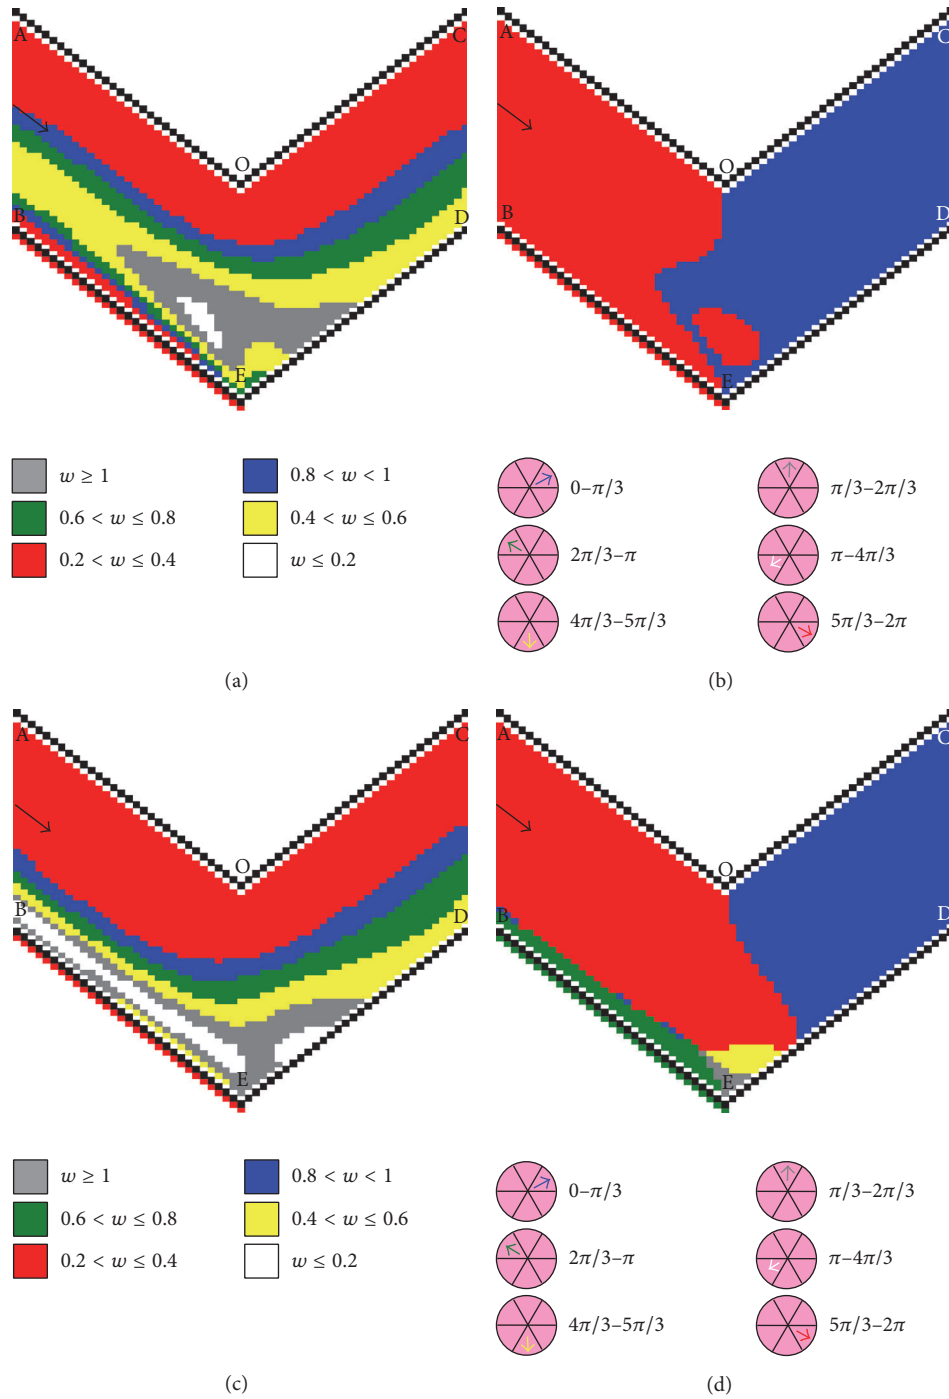 A C A C
O O
B D B D
E E
w ≥ 1 0.8 < w < 1 0–π/3 π/3–2π/3
0.6 < w ≤ 0.8 0.4 < w ≤ 0.6 2π/3–π π–4π/3
0.2 < w ≤ 0.4 w ≤ 0.2 4π/3–5π/3 5π/3–2π
(a) (b)
A C A C
O O
B D B D
E E
w ≥ 1 0.8 < w < 1 0–π/3 π/3–2π/3
0.6 < w ≤ 0.8 0.4 < w ≤ 0.6 2π/3–π π–4π/3
0.2 < w ≤ 0.4 w ≤ 0.2 4π/3–5π/3 5π/3–2π
(c) (d)